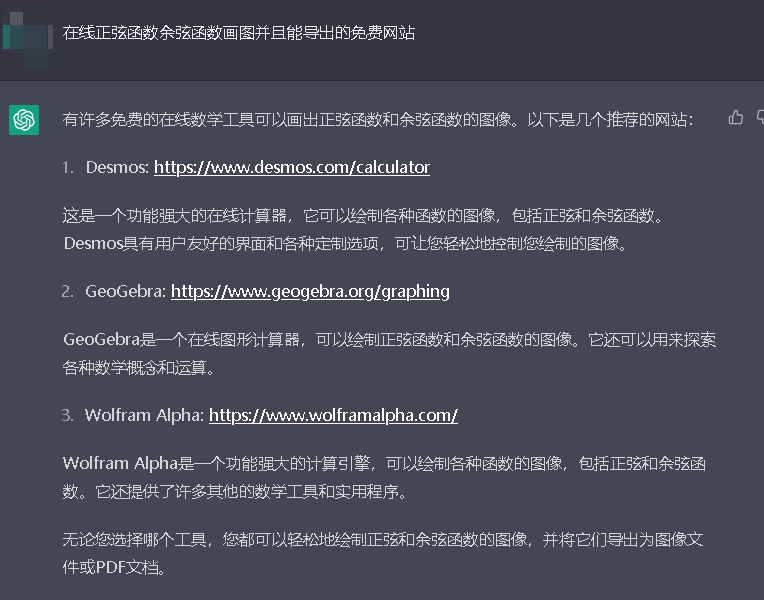 在线正弦函数余弦函数画图并且能导出的免费网站
有许多免费的在线数学工具可以画出正弦函数和余弦函数的图像。以下是几个推荐的网站：
1. Desmos: https://www.desmos.com/calculator
这是一个功能强大的在线计算器，它可以绘制各种函数的图像，包括正弦和余弦函数。
Desmos具有用户友好的界面和各种定制选项，可让您轻松地控制您绘制的图像。
2. GeoGebra: https://www.geogebra.org/graphing
GeoGebra是一个在线图形计算器，可以绘制正弦函数和余弦函数的图像。它还可以用来探索
各种数学概念和运算。
3. Wolfram Alpha: https://www.wolframalpha.com/
Wolfram Alpha是一个功能强大的计算引擎，可以绘制各种函数的图像，包括正弦和余弦函
数。它还提供了许多其他的数学工具和实用程序。
无论您选择哪个工具，您都可以轻松地绘制正弦和余弦函数的图像，并将它们导出为图像文
件或PDF文档。